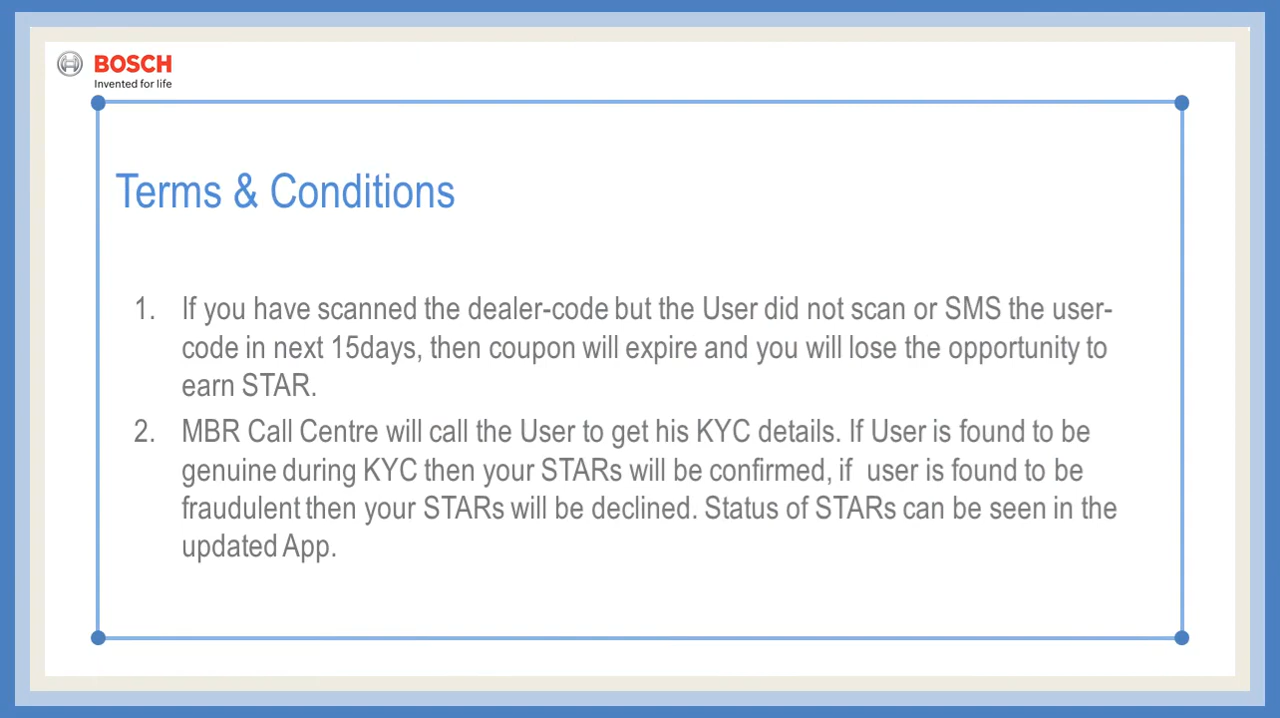 BOSCH
Invented for life
Terms & Conditions
1. If you have scanned the dealer-code but the User did not scan or SMS the user-
code in next 15days, then coupon will expire and you will lose the opportunity to
earn STAR.
2. MBR Call Centre will call the User to get his KYC details. If User is found to be
genuine during KYC then your STARs will be confirmed, if user is found to be
fraudulent then your STARs will be declined. Status of STARs can be seen in the
updated App.